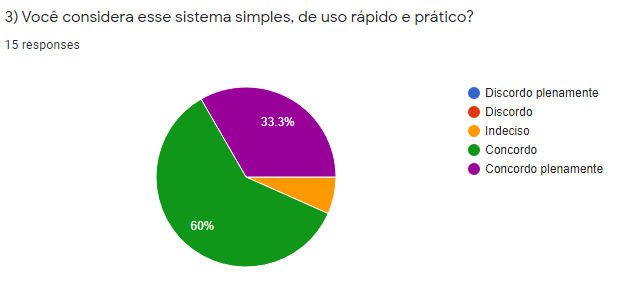 3) Você considera esse sistema simples, de uso rápido e prático?
15 responses
33.3%
60%
Discordo plenamente
Discordo
Indeciso
Concordo
Concordo plenamente